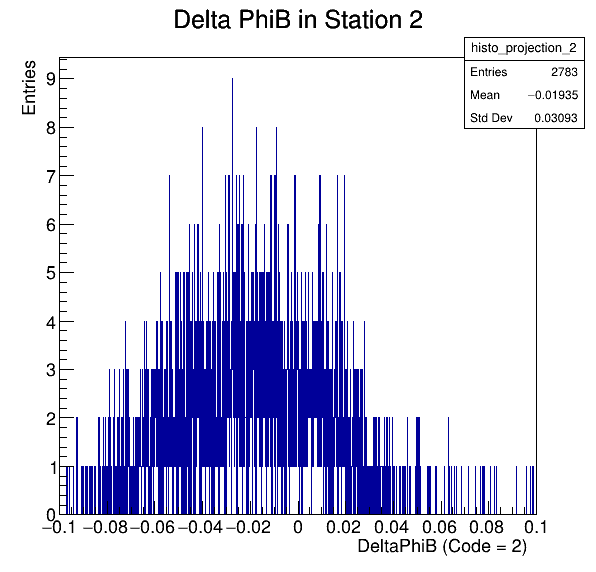 Delta PhiB in Station 2
histo_projection_2
Entries 2783
Mean −0.01935
Std Dev 0.03093
Entries
9
8
7
6
5
4
3
2
1
0
−0.1 −0.08 −0.06 −0.04 −0.02 0 0.02 0.04 0.06 0.08 0.1
DeltaPhiB (Code = 2)